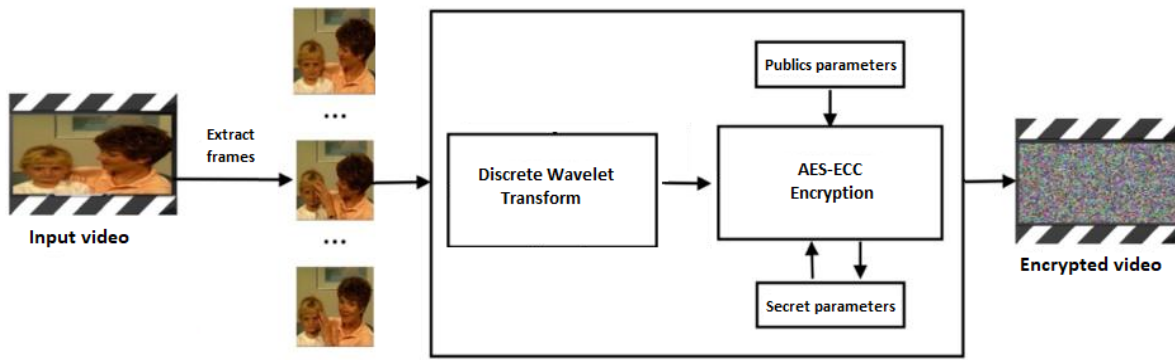 Input video
Extract
frames
...
...
Discrete Wavelet
Transform
Publics parameters
AES-ECC
Encryption
Secret parameters
Encrypted video